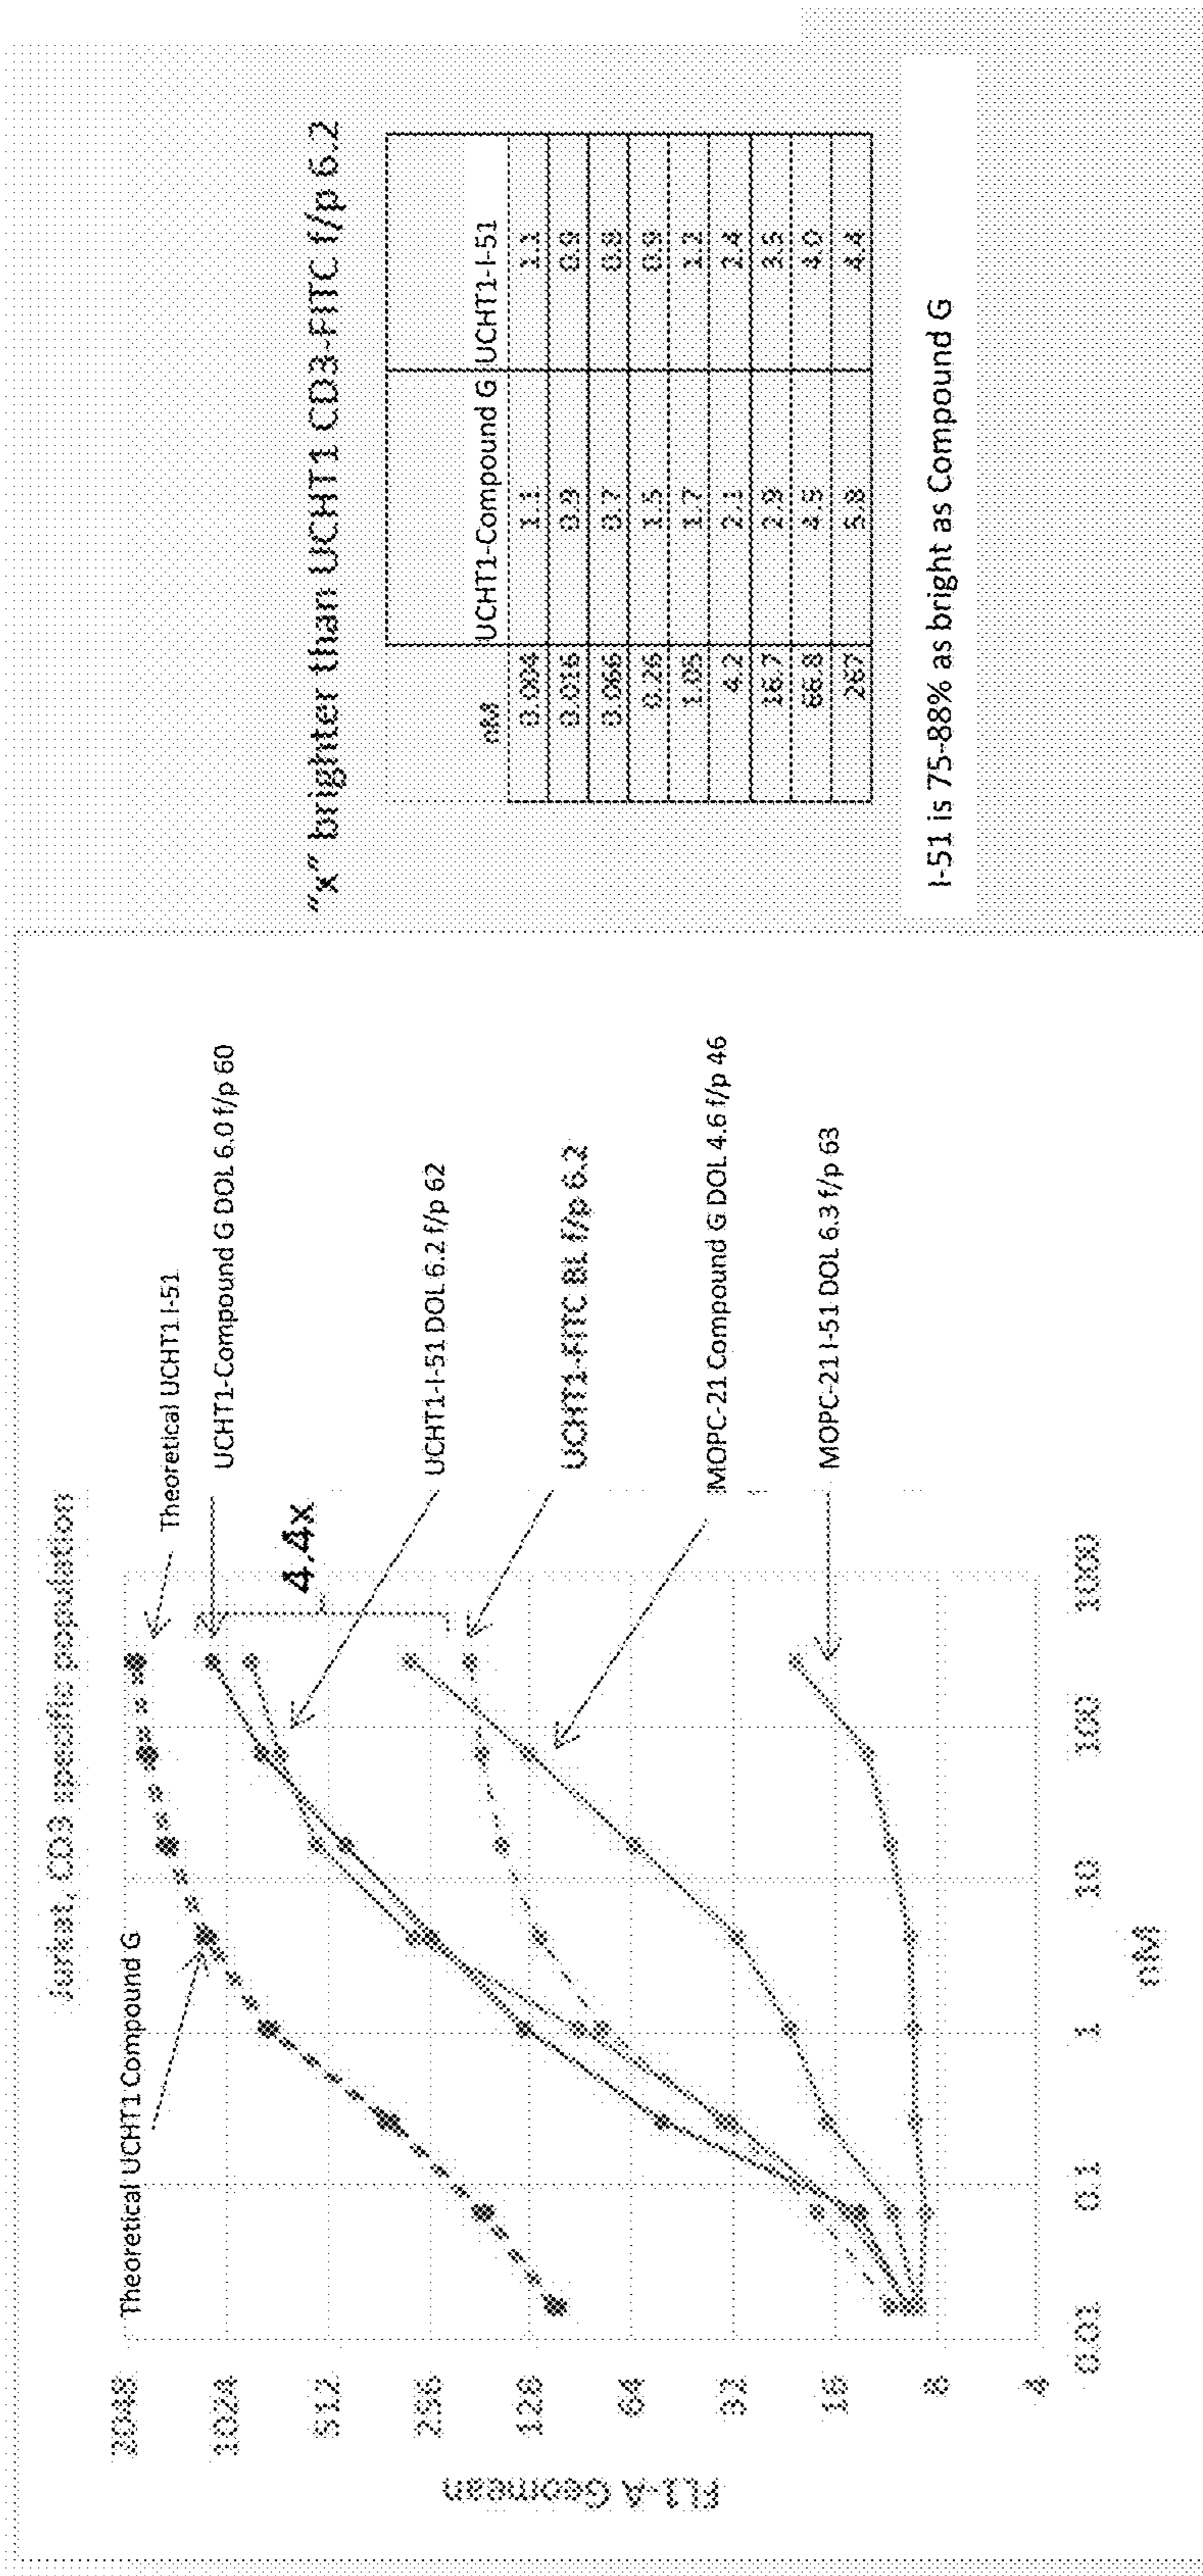 Jurkat, CD3 specific population
Theoretical UCHT1 Compound G
Theoretical UCHT1 I-51
UCHT1-Compound G DOL 6.0 f/p 60
4.4x
UCHT1-I-51 DOL 6.2 f/p 62
UCHT1-FITC BL f/p 6.2
MOPC-21 Compound G DOL 4.6 f/p 46
MOPC-21 I-51 DOL 6.3 f/p 63
FL1-A Geomean
2048
1024
512
256
128
64
32
16
8
4
0.01 0.1 1 10 100 1000
nM
"x" brighter than UCHT1 CD3-FITC f/p 6.2
nM UCHT1-Compound G UCHT1-I-51
0.004 1.1 1.1
0.016 0.9 0.9
0.066 0.7 0.8
0.26 1.5 0.9
1.05 1.7 1.2
4.2 2.1 2.4
16.7 2.9 3.5
66.8 4.5 4.0
267 5.8 4.4
I-51 is 75-88% as bright as Compound G